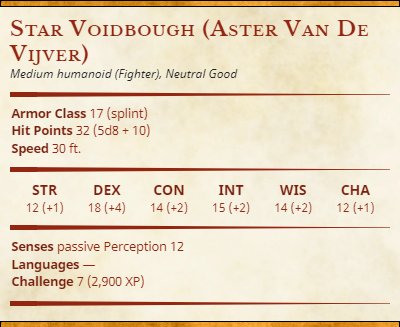 Star Voidbough (Aster Van De
Vijver)
Medium humanoid (Fighter), Neutral Good
Armor Class 17 (splint)
Hit Points 32 (5d8 + 10)
Speed 30 ft.
STR DEX CON INT WIS CHA
12 (+1) 18 (+4) 14 (+2) 15 (+2) 14 (+2) 12 (+1)
Senses passive Perception 12
Languages —
Challenge 7 (2,900 XP)